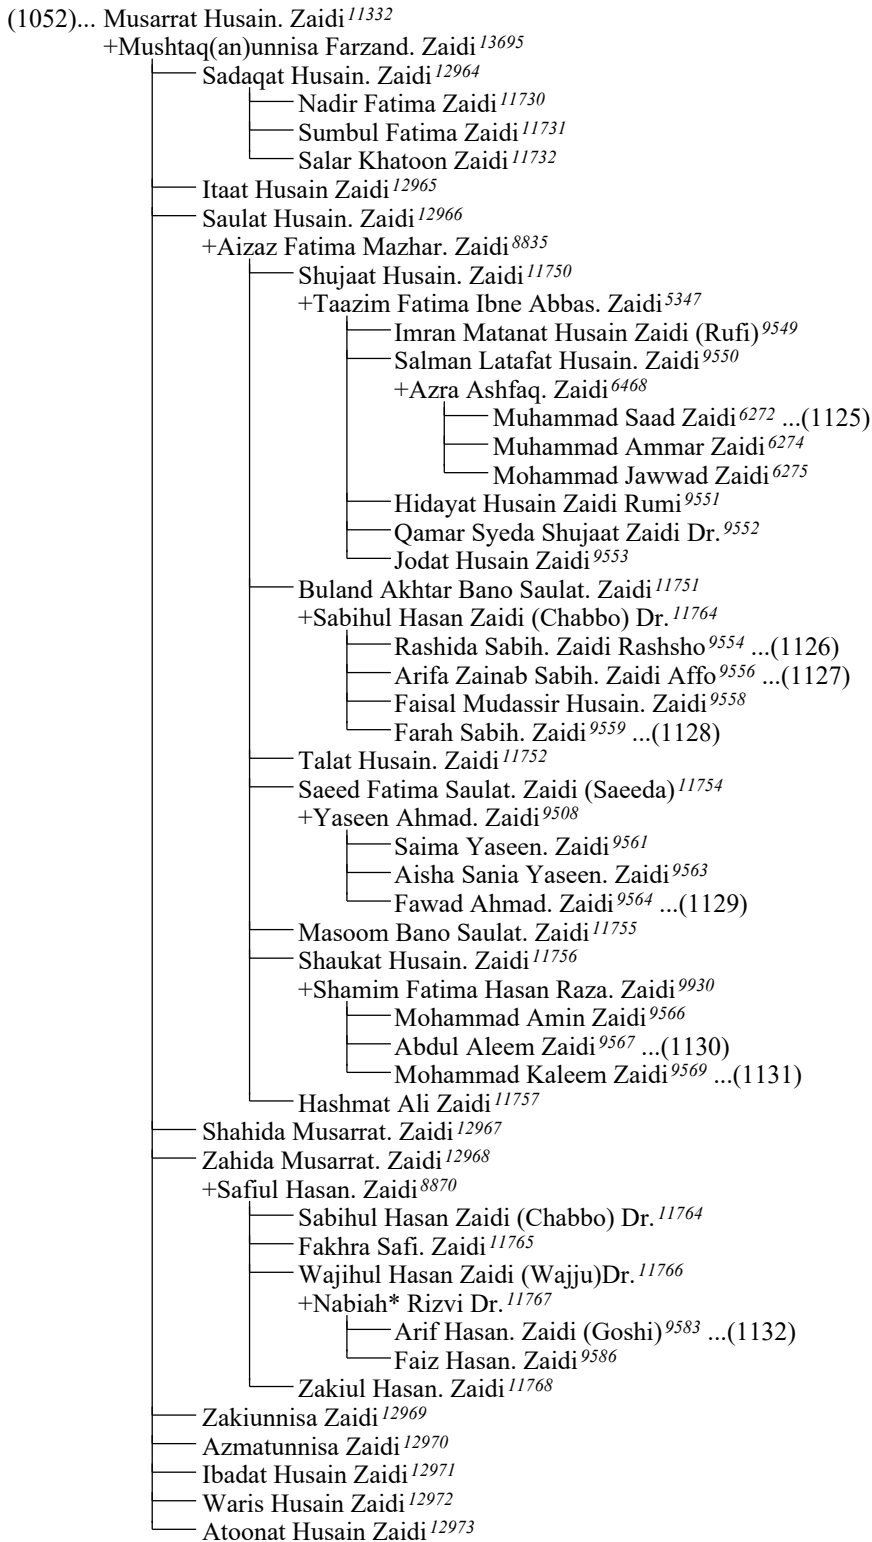 (1052)... Musarrat Husain. Zaidi 11332
+Mushtaq(an)unnisa Farzand. Zaidi 13695
Sadaqat Husain. Zaidi 12964
Nadir Fatima Zaidi 11730
Sumbul Fatima Zaidi 11731
Salar Khatoon Zaidi 11732
Itaat Husain Zaidi 12965
Saulat Husain. Zaidi 12966
+Aizaz Fatima Mazhar. Zaidi 8835
Shujaat Husain. Zaidi 11750
+Taazim Fatima Ibne Abbas. Zaidi 5347
Imran Matanat Husain Zaidi (Rufi) 9549
Salman Latafat Husain. Zaidi 9550
+Azra Ashfaq. Zaidi 6468
Muhammad Saad Zaidi 6272 ...(1125)
Muhammad Ammar Zaidi 6274
Mohammad Jawwad Zaidi 6275
Hidayat Husain Zaidi Rumi 9551
Qamar Syeda Shujaat Zaidi Dr. 9552
Jodat Husain Zaidi 9553
Buland Akhtar Bano Saulat. Zaidi 11751
+Sabihul Hasan Zaidi (Chabbo) Dr. 11764
Rashida Sabih. Zaidi Rashsho 9554 ...(1126)
Arifa Zainab Sabih. Zaidi Affo 9556 ...(1127)
Faisal Mudassir Husain. Zaidi 9558
Farah Sabih. Zaidi 9559 ...(1128)
Talat Husain. Zaidi 11752
Saeed Fatima Saulat. Zaidi (Saeeda) 11754
+Yaseen Ahmad. Zaidi 9508
Saima Yaseen. Zaidi 9561
Aisha Sania Yaseen. Zaidi 9563
Fawad Ahmad. Zaidi 9564 ...(1129)
Masoom Bano Saulat. Zaidi 11755
Shaukat Husain. Zaidi 11756
+Shamim Fatima Hasan Raza. Zaidi 9930
Mohammad Amin Zaidi 9566
Abdul Aleem Zaidi 9567 ...(1130)
Mohammad Kaleem Zaidi 9569 ...(1131)
Hashmat Ali Zaidi 11757
Shahida Musarrat. Zaidi 12967
Zahida Musarrat. Zaidi 12968
+Safiul Hasan. Zaidi 8870
Sabihul Hasan Zaidi (Chabbo) Dr. 11764
Fakhra Safi. Zaidi 11765
Wajihul Hasan Zaidi (Wajju)Dr. 11766
+Nabiah* Rizvi Dr. 11767
Arif Hasan. Zaidi (Goshi) 9583 ...(1132)
Faiz Hasan. Zaidi 9586
Zakiul Hasan. Zaidi 11768
Zakiunnisa Zaidi 12969
Azmatunnisa Zaidi 12970
Ibadat Husain Zaidi 12971
Waris Husain Zaidi 12972
Atoonat Husain Zaidi 12973